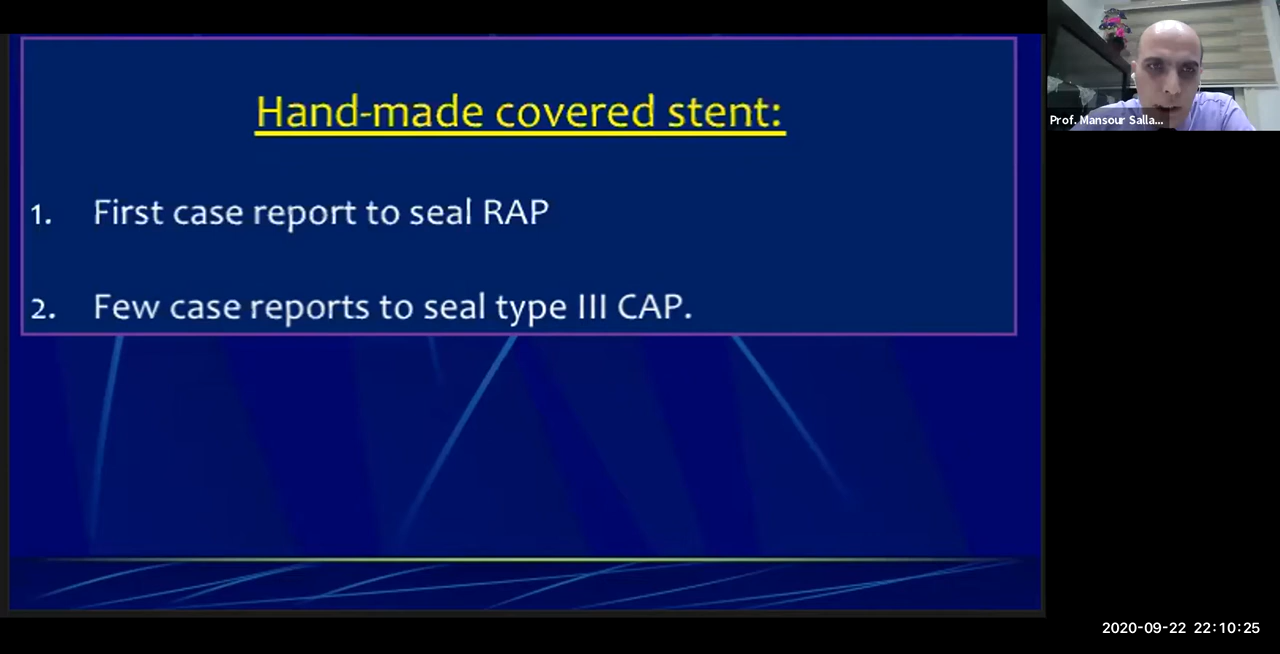 Hand-made covered stent:
1. First case report to seal RAP
2. Few case reports to seal type III CAP.
Prof. Mansour Salla...
2020-09-22 22:10:25